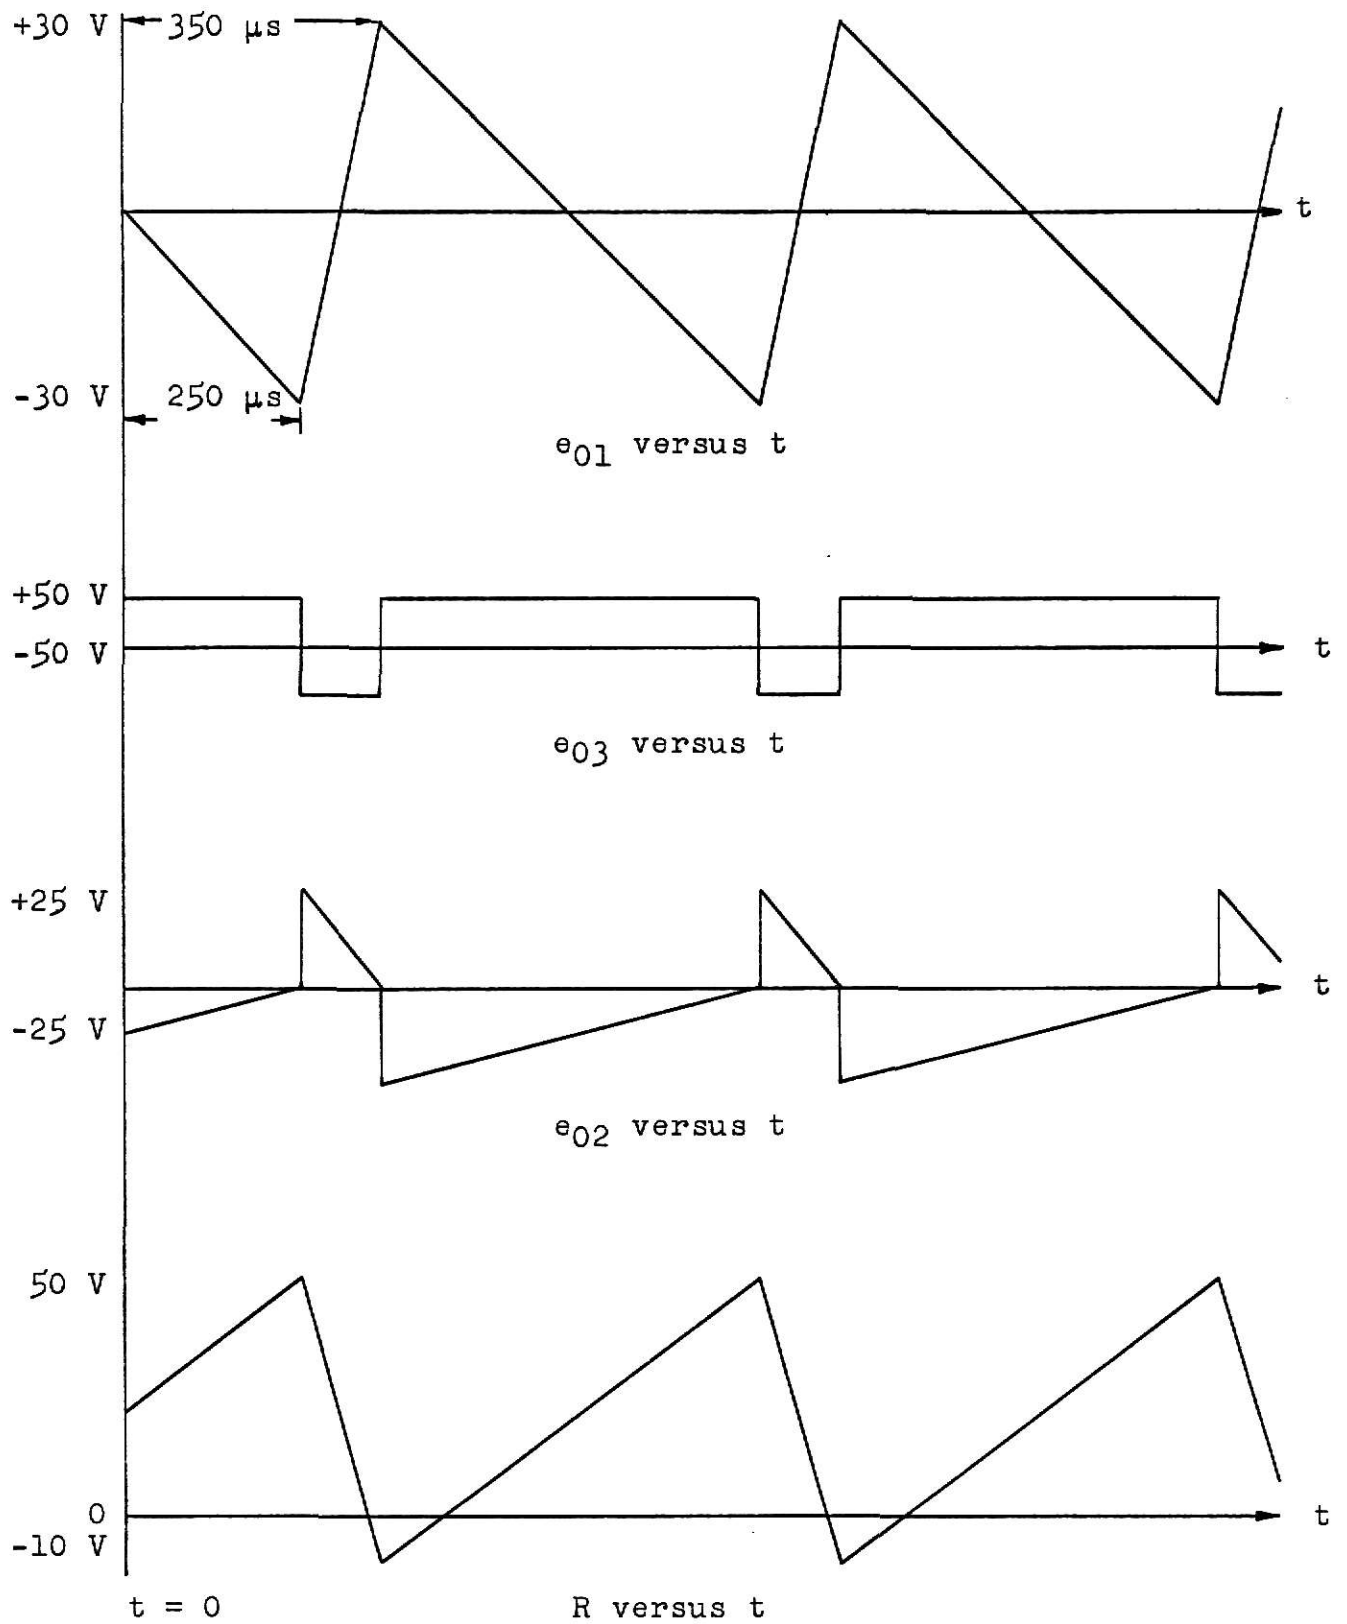 +30 V
350 μs
t
-30 V
250 μs
e01 versus t
+50 V
-50 V
t
e03 versus t
+25 V
t
-25 V
e02 versus t
50 V
0
t
-10 V
t = 0
R versus t